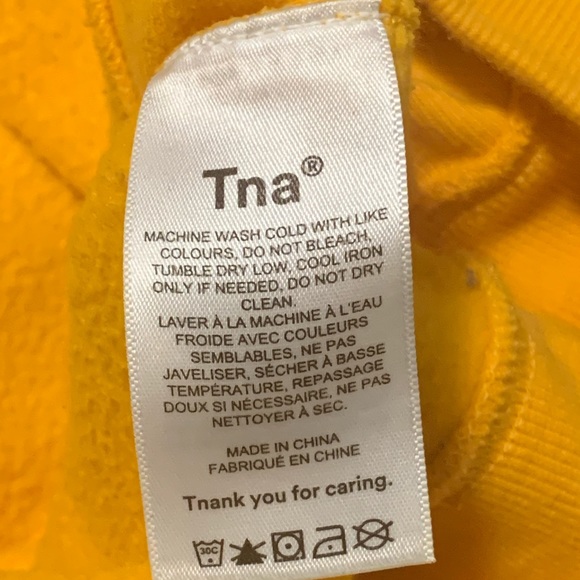 Tna®
MACHINE WASH COLD WITH LIKE
COLOURS, DO NOT BLEACH,
TUMBLE DRY LOW, COOL IRON
ONLY IF NEEDED, DO NOT DRY
CLEAN.
LAVER À LA MACHINE À L'EAU
FROIDE AVEC COULEURS
SEMBLABLES, NE PAS
JAVELISER, SÉCHER À BASSE
TEMPÉRATURE, REPASSAGE
DOUX SI NÉCESSAIRE, NE PAS
NETTOYER À SEC.
MADE IN CHINA
FABRIQUÉ EN CHINE
Tnank you for caring.
30C